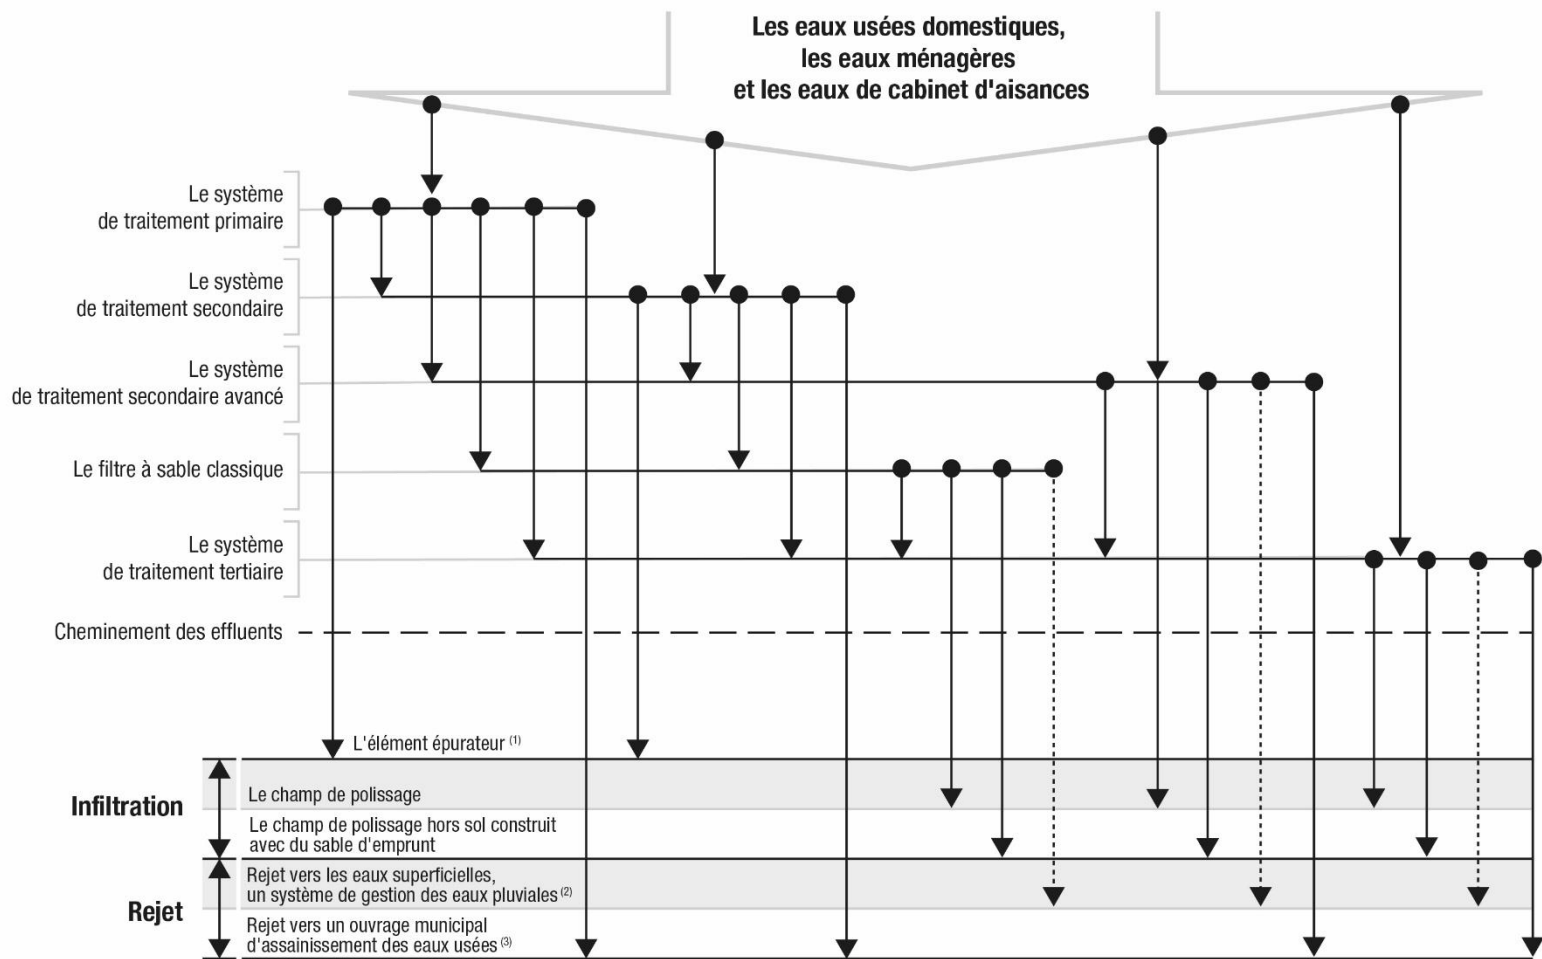 Les eaux usées domestiques,
les eaux ménagères
et les eaux de cabinet d'aisances
Le système
de traitement primaire
Le système
de traitement secondaire
Le système
de traitement secondaire avancé
Le filtre à sable classique
Le système
de traitement tertiaire
Cheminement des effluents
L'élément épurateur (1)
Infiltration
Le champ de polissage
Le champ de polissage hors sol construit
avec du sable d'emprunt
Rejet
Rejet vers les eaux superficielles,
un système de gestion des eaux pluviales (2)
Rejet vers un ouvrage municipal
d'assainissement des eaux usées (3)